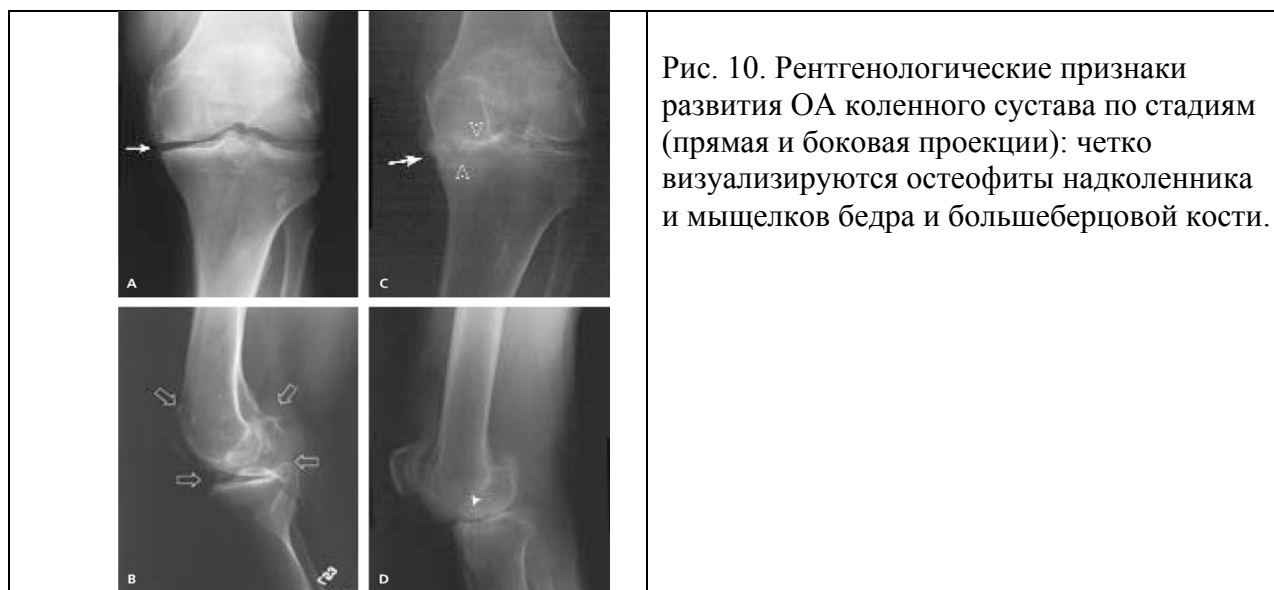 A
C
B
D
Рис. 10. Рентгенологические признаки
развития ОА коленного сустава по стадиям
(прямая и боковая проекции): четко
визуализируются остеофиты надколенника
и мыщелков бедра и большеберцовой кости.